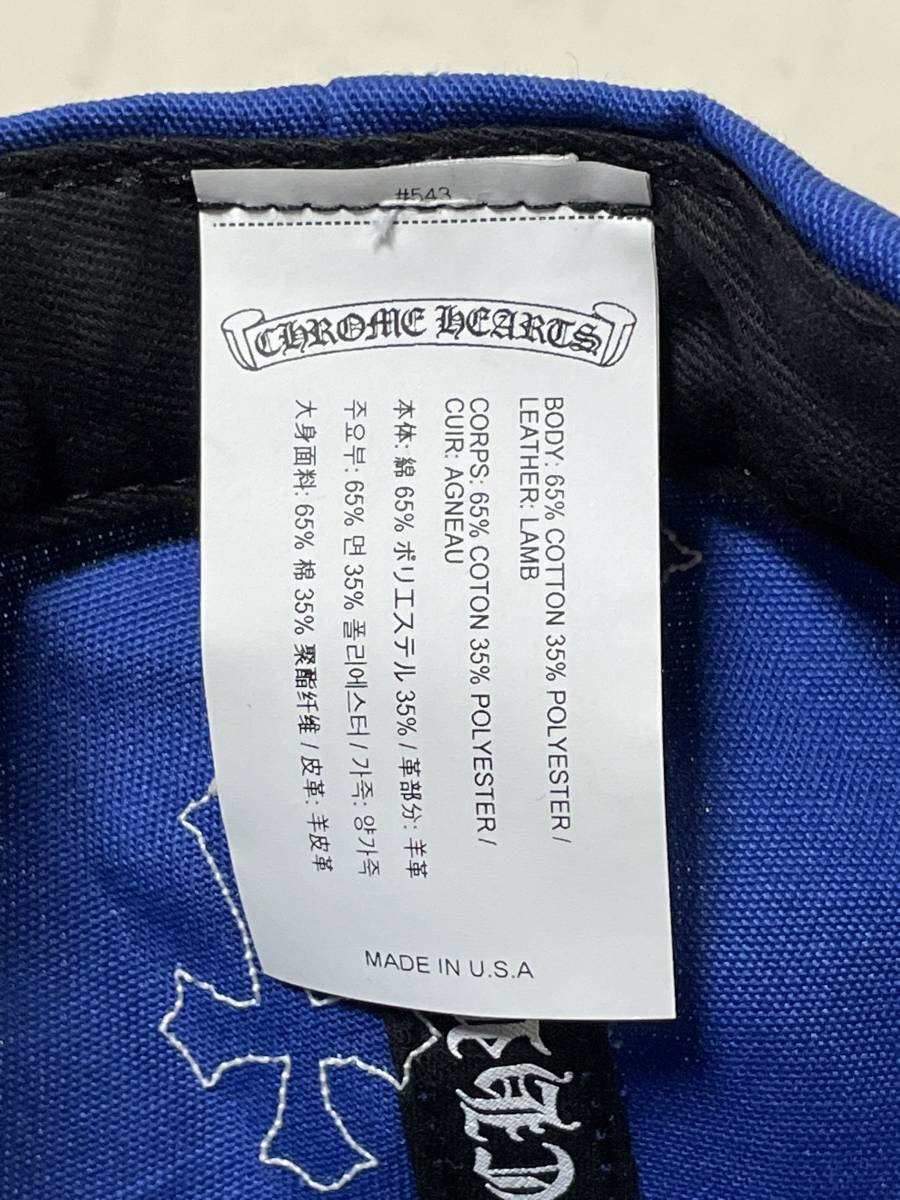 #543
CHROME HEARTS
BODY: 65% COTTON 35% POLYESTER /
LEATHER: LAMB
CORPS: 65% COTON 35% POLYESTER /
CUIR: AGNEAU
本体: 綿 65% ポリエステル 35% / 革部分: 羊革
주요부: 65% 면 35% 폴리에스터 / 가죽: 양가죽
大身面料: 65% 棉 35% 聚酯纤维 / 皮革: 羊皮革
MADE IN U.S.A